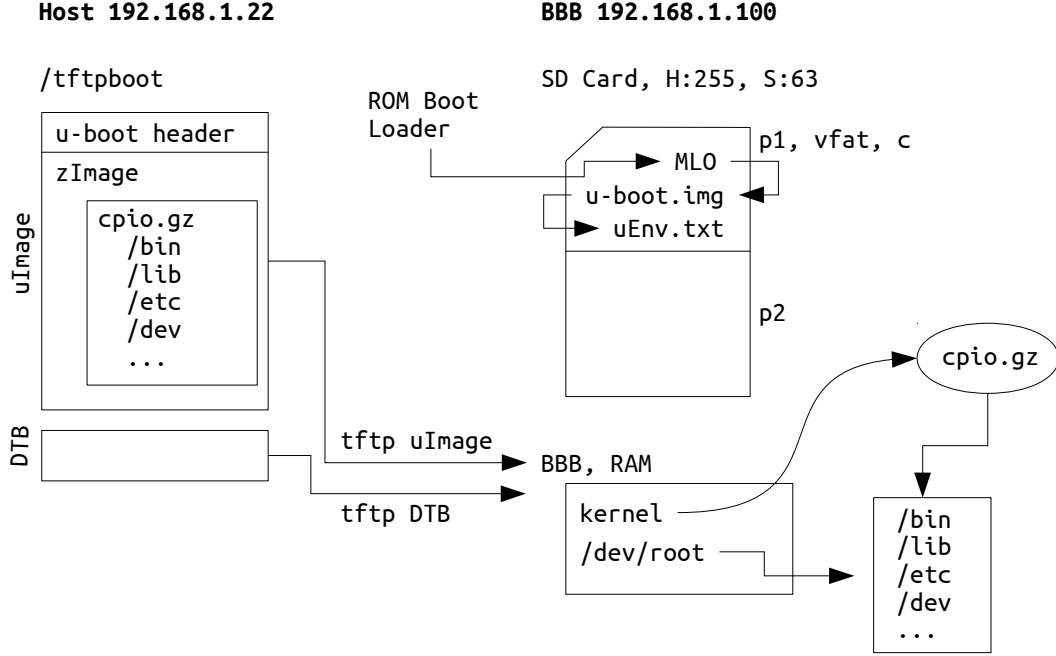 Host 192.168.1.22
BBB 192.168.1.100
/tftpboot
SD Card, H:255, S:63
ROM Boot
Loader
u-boot header
zImage
cpio.gz
/bin
/lib
/etc
/dev
...
uImage
DTB
MLO
u-boot.img
uEnv.txt
p1, vfat, c
p2
tftp uImage
tftp DTB
BBB, RAM
kernel
/dev/root
cpio.gz
/bin
/lib
/etc
/dev
...